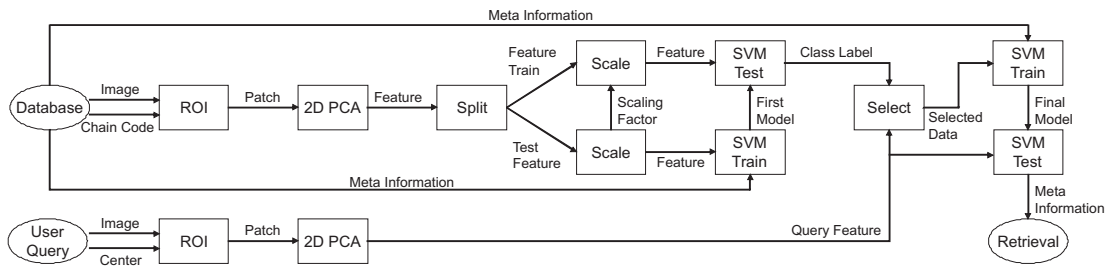 Meta Information
Database
Image
Chain Code
ROI
Patch
2D PCA
Feature
Split
Feature
Train
Test
Feature
Scale
Scaling
Factor
Scale
Feature
Feature
SVM
Test
First
Model
SVM
Train
Class Label
Select
Selected
Data
SVM
Train
Final
Model
SVM
Test
Meta
Information
Retrieval
Meta Information
User
Query
Image
Center
ROI
Patch
2D PCA
Query Feature